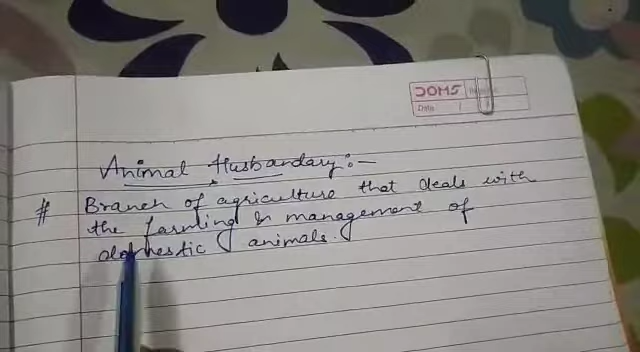 DOMS
Date / /
Animal Husbandary :-
# Branch of agriculture that deals with
the farming & management of
domestic animals.